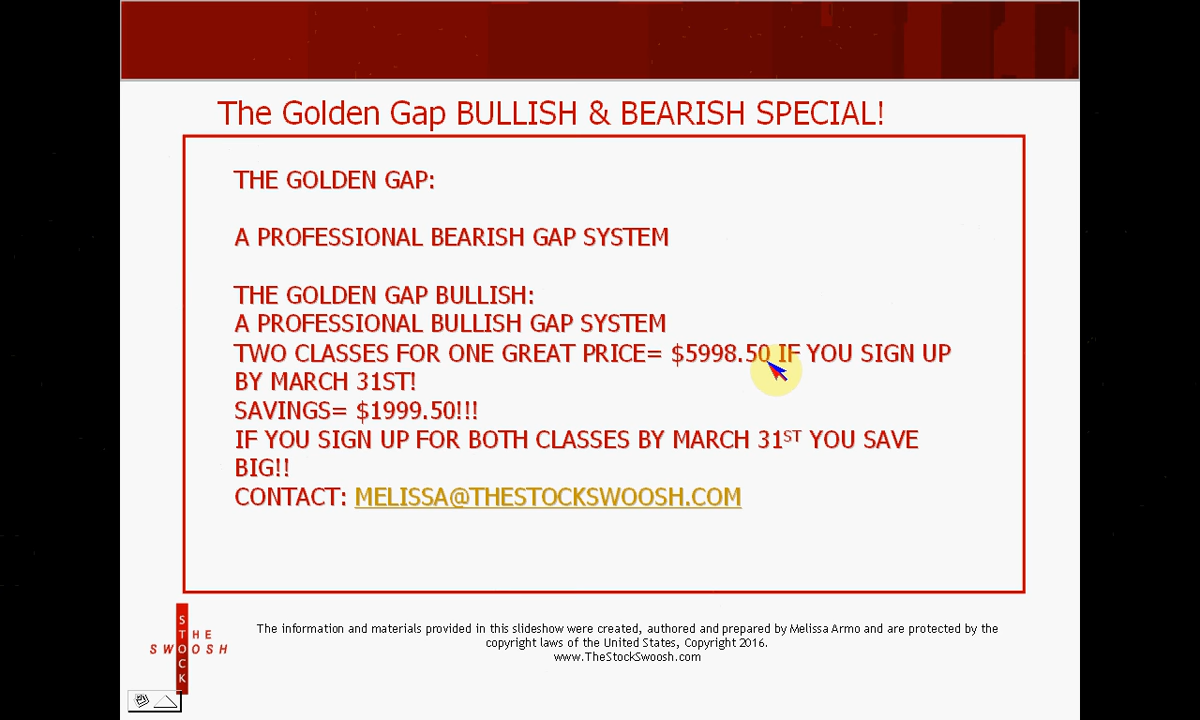 The Golden Gap BULLISH & BEARISH SPECIAL!
THE GOLDEN GAP:
A PROFESSIONAL BEARISH GAP SYSTEM
THE GOLDEN GAP BULLISH:
A PROFESSIONAL BULLISH GAP SYSTEM
TWO CLASSES FOR ONE GREAT PRICE= $5998.50 IF YOU SIGN UP
BY MARCH 31ST!
SAVINGS= $1999.50!!!
IF YOU SIGN UP FOR BOTH CLASSES BY MARCH 31ST YOU SAVE
BIG!!
CONTACT: MELISSA@THESTOCKSWOOSH.COM
THE
STOCK
SWOOSH
The information and materials provided in this slideshow were created, authored and prepared by Melissa Armo and are protected by the
copyright laws of the United States, Copyright 2016.
www.TheStockSwoosh.com